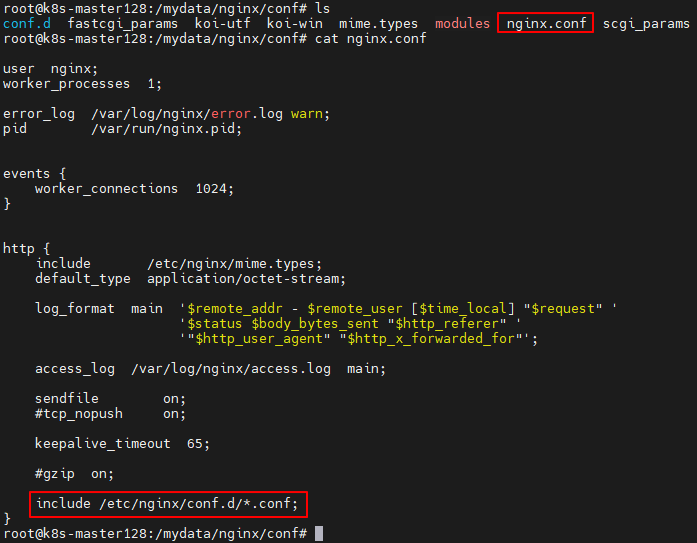 root@k8s-master128:/mydata/nginx/conf# ls
conf.d  fastcgi_params  koi-utf  koi-win  mime.types  modules  nginx.conf  scgi_params
root@k8s-master128:/mydata/nginx/conf# cat nginx.conf
user  nginx;
worker_processes  1;
error_log  /var/log/nginx/error.log warn;
pid        /var/run/nginx.pid;
events {
    worker_connections  1024;
}
http {
    include       /etc/nginx/mime.types;
    default_type  application/octet-stream;
    log_format  main  '$remote_addr - $remote_user [$time_local] "$request" '
                      '$status $body_bytes_sent "$http_referer" '
                      '"$http_user_agent" "$http_x_forwarded_for"';
    access_log  /var/log/nginx/access.log  main;
    sendfile        on;
    #tcp_nopush     on;
    keepalive_timeout  65;
    #gzip  on;
    include /etc/nginx/conf.d/*.conf;
}
root@k8s-master128:/mydata/nginx/conf#